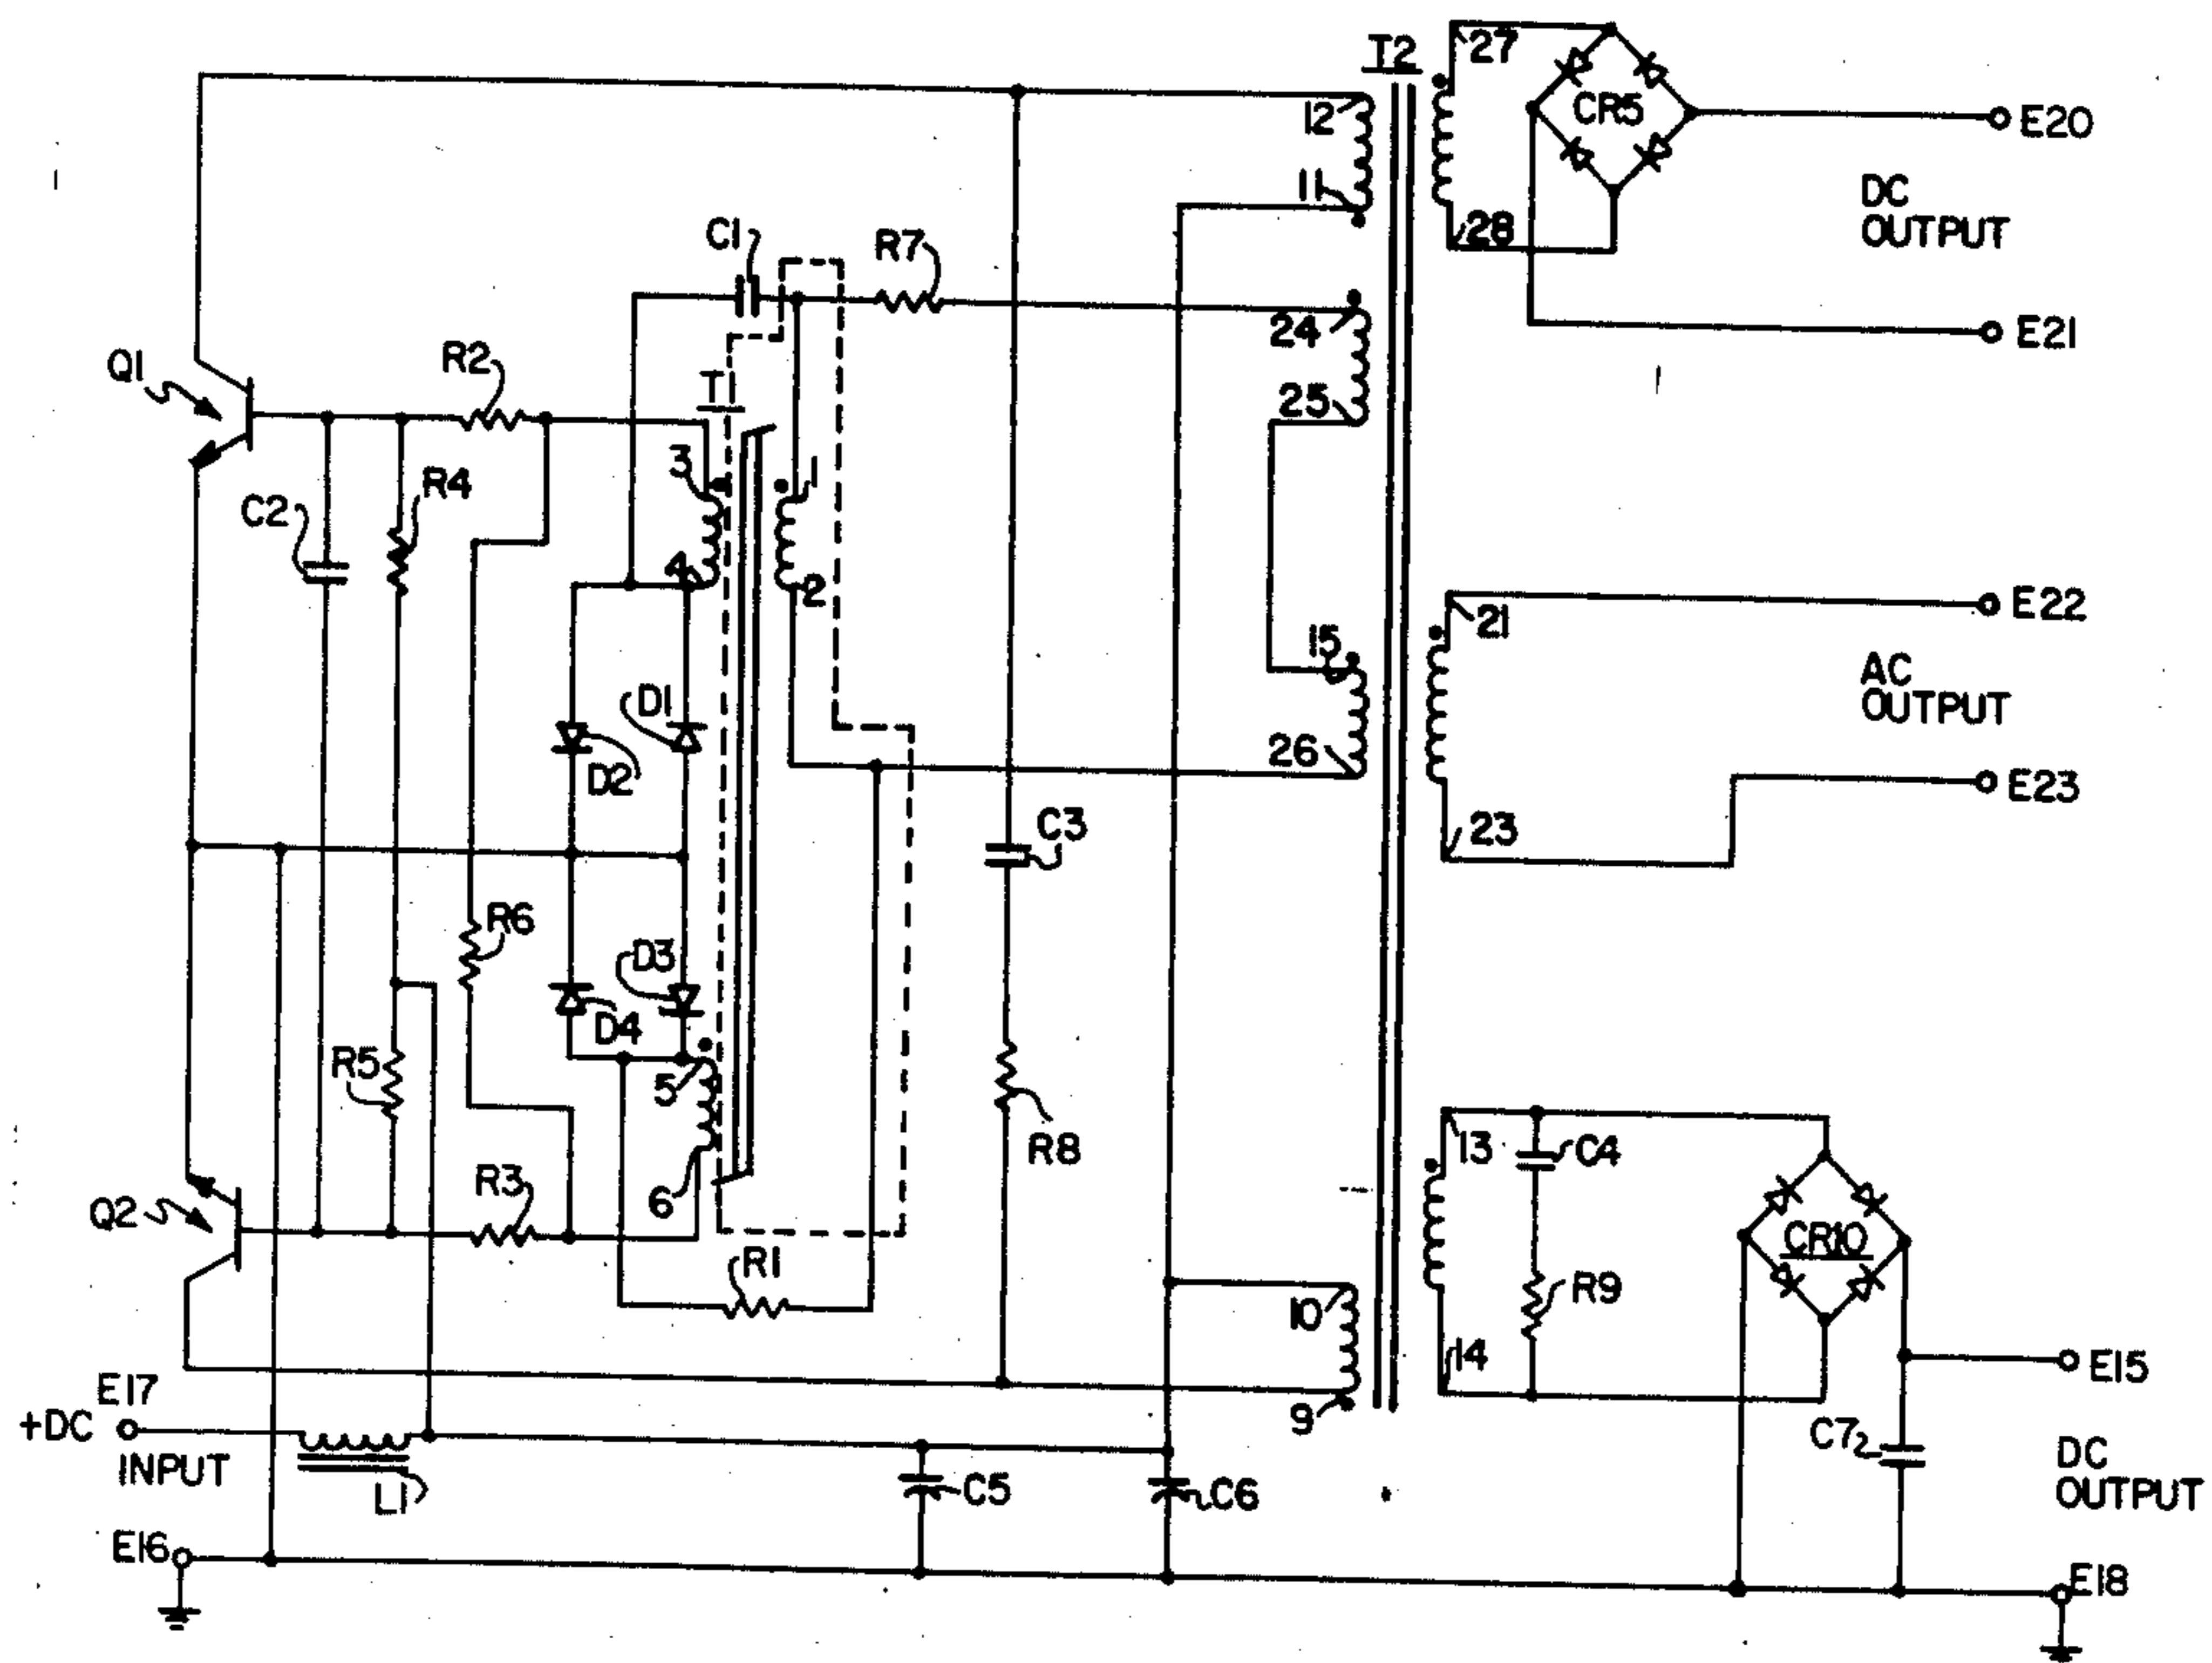 T2
27
12
CR5
E20
11
DC
OUTPUT
C1
R7
28
24
E21
Q1
R2
T1
25
3
1
R4
C2
4
2
E22
21
15
AC
OUTPUT
D1
26
D2
E23
C3
23
R6
D3
D4
R5
5
R8
13
C4
6
R3
Q2
CR10
R1
10
R9
14
E15
E17
9
+DC
INPUT
C72
DC
OUTPUT
L1
C5
C6
E16
E18